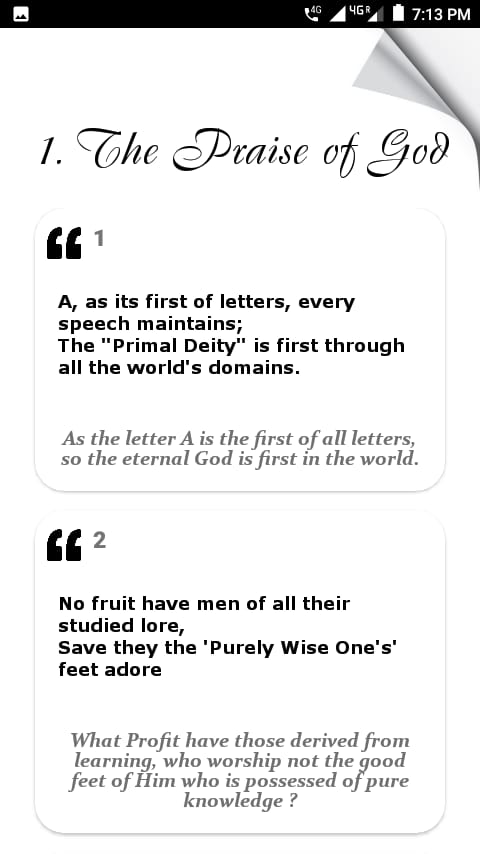 4G 4G R 7:13 PM
1. The Praise of God
1
A, as its first of letters, every
speech maintains;
The "Primal Deity" is first through
all the world's domains.
As the letter A is the first of all letters,
so the eternal God is first in the world.
2
No fruit have men of all their
studied lore,
Save they the 'Purely Wise One's'
feet adore
What Profit have those derived from
learning, who worship not the good
feet of Him who is possessed of pure
knowledge ?